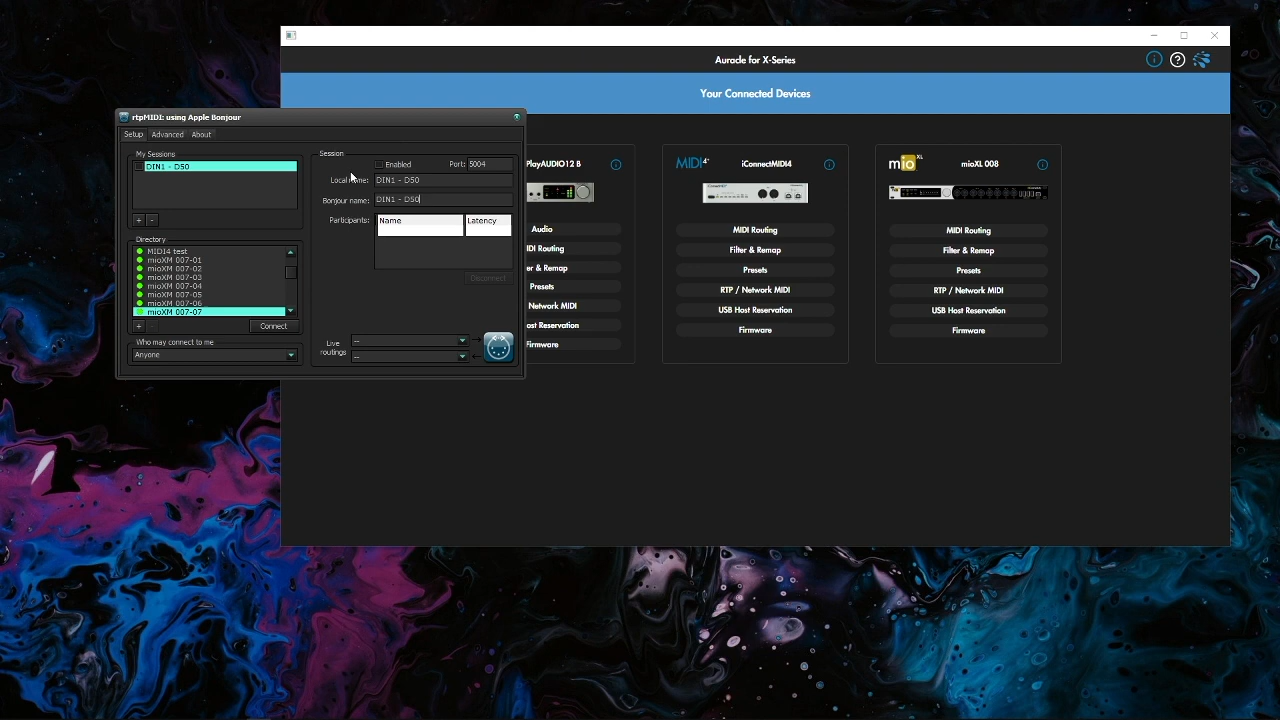 Auracle for X-Series
Your Connected Devices
rtpMIDI: using Apple Bonjour
Setup Advanced About
My Sessions
DIN1 - D50
+ -
Directory
MIDI4 test
mioXM 007-01
mioXM 007-02
mioXM 007-03
mioXM 007-04
mioXM 007-05
mioXM 007-06
mioXM 007-07
+ - Connect
Who may connect to me
Anyone
Session
Enabled Port: 5004
Local name: DIN1 - D50
Bonjour name: DIN1 - D50
Participants: Name Latency
Disconnect
Live routings
--
--
PlayAUDIO12 B
Audio
IDI Routing
er & Remap
Presets
Network MIDI
ost Reservation
Firmware
MIDI4+ iConnectMIDI4
MIDI Routing
Filter & Remap
Presets
RTP / Network MIDI
USB Host Reservation
Firmware
mio XL mioXL 008
MIDI Routing
Filter & Remap
Presets
RTP / Network MIDI
USB Host Reservation
Firmware